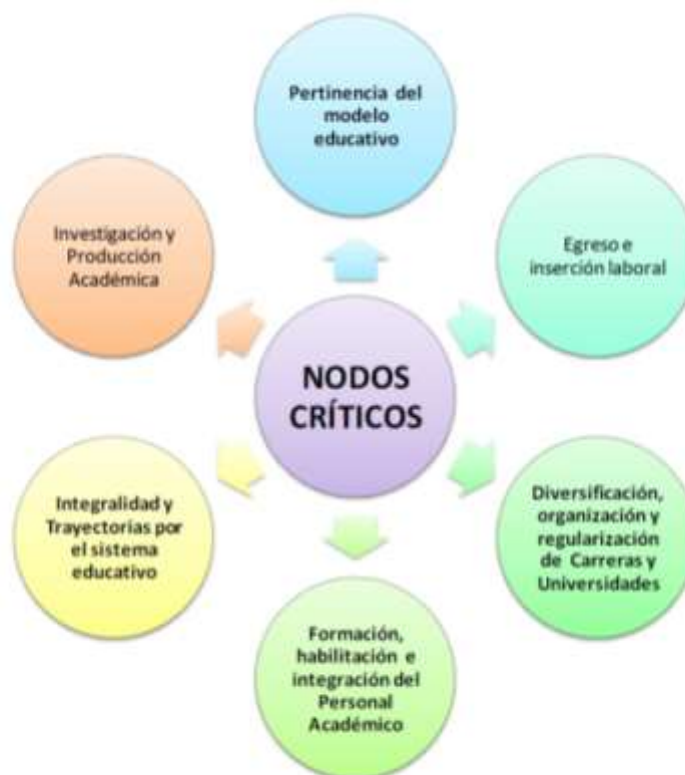 Pertinencia del
modelo
educativo
Egreso e
inserción laboral
Diversificación,
organización y
regularización
de Carreras y
Universidades
Formación,
habilitación e
integración del
Personal
Académico
Integralidad y
Trayectorias por
el sistema
educativo
Investigación y
Producción
Académica
NODOS
CRÍTICOS